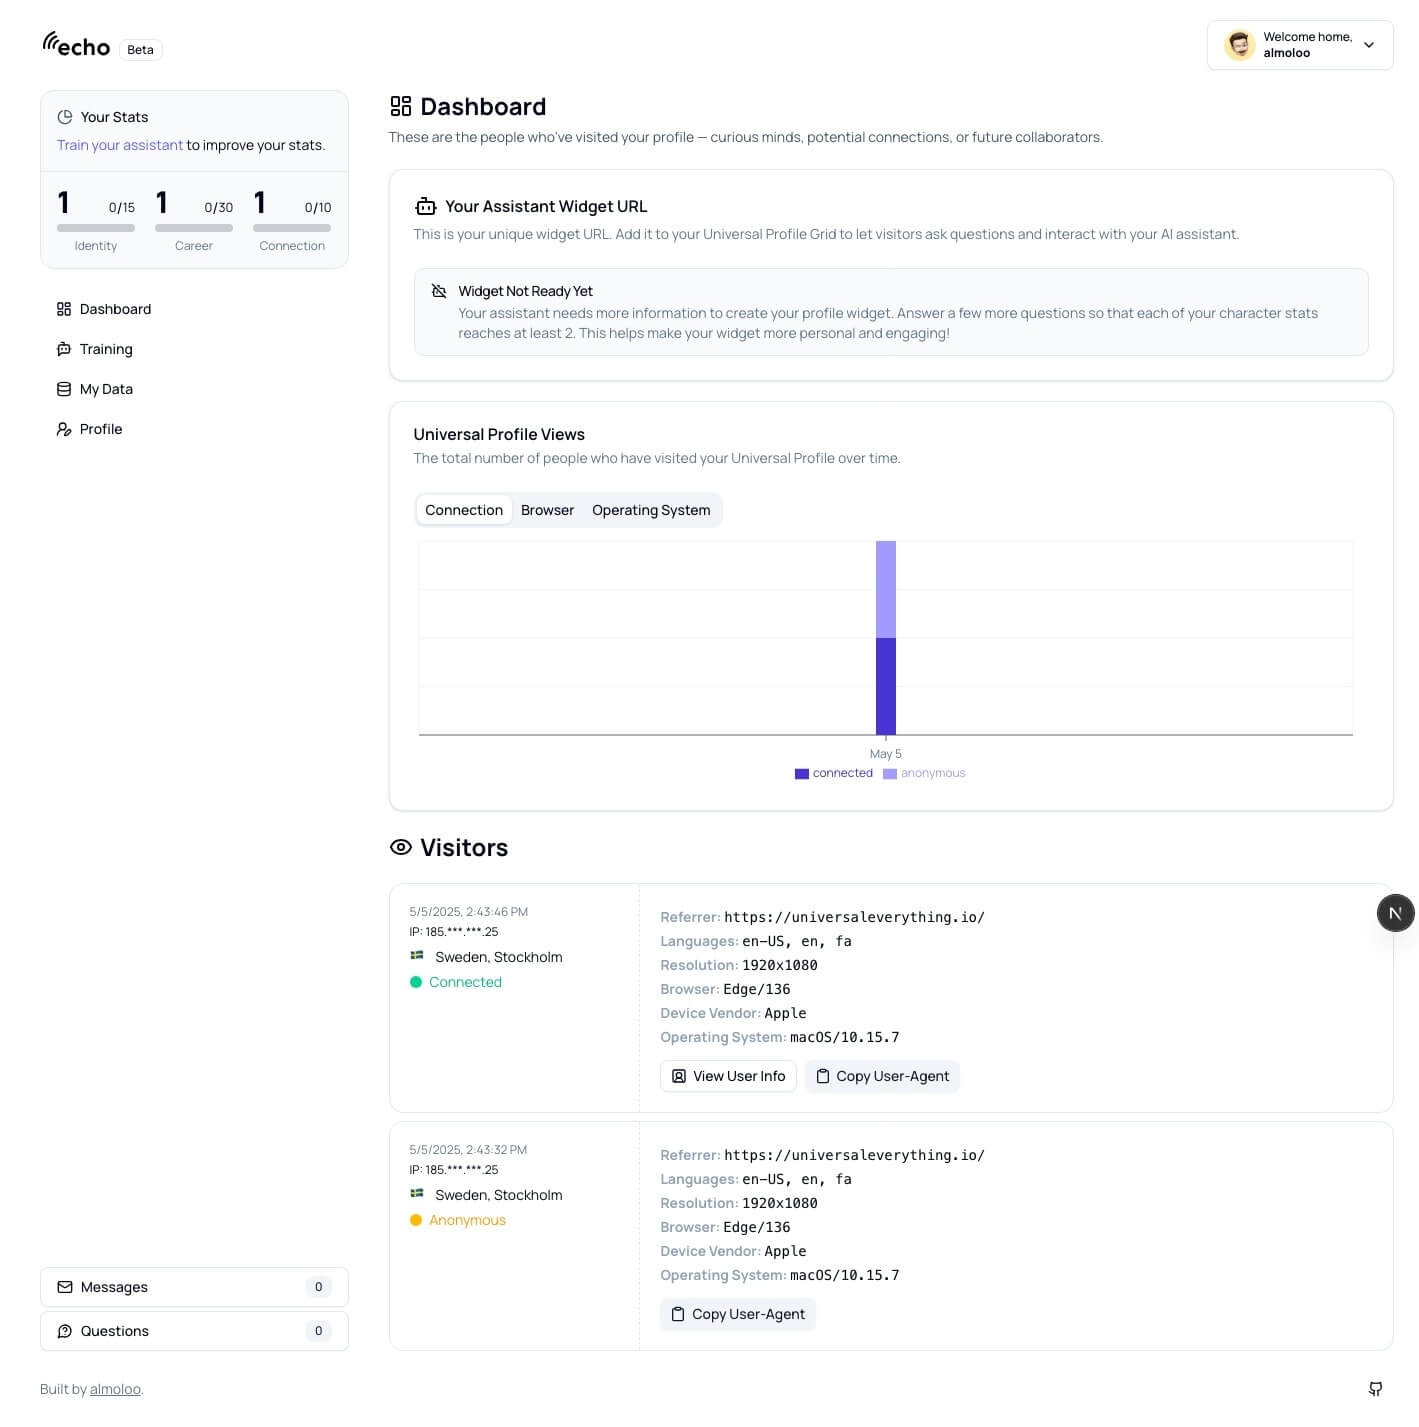 echo
Beta
Welcome home,
almoloo
Your Stats
Train your assistant to improve your stats.
1 0/15
Identity
1 0/30
Career
1 0/10
Connection
Dashboard
Training
My Data
Profile
Messages 0
Questions 0
Dashboard
These are the people who've visited your profile — curious minds, potential connections, or future collaborators.
Your Assistant Widget URL
This is your unique widget URL. Add it to your Universal Profile Grid to let visitors ask questions and interact with your AI assistant.
Widget Not Ready Yet
Your assistant needs more information to create your profile widget. Answer a few more questions so that each of your character stats
reaches at least 2. This helps make your widget more personal and engaging!
Universal Profile Views
The total number of people who have visited your Universal Profile over time.
Connection Browser Operating System
May 5
connected anonymous
Visitors
5/5/2025, 2:43:46 PM
IP: 185.***.***.25
Sweden, Stockholm
Connected
Referrer: https://universaleverything.io/
Languages: en-US, en, fa
Resolution: 1920x1080
Browser: Edge/136
Device Vendor: Apple
Operating System: macOS/10.15.7
View User Info Copy User-Agent
N
5/5/2025, 2:43:32 PM
IP: 185.***.***.25
Sweden, Stockholm
Anonymous
Referrer: https://universaleverything.io/
Languages: en-US, en, fa
Resolution: 1920x1080
Browser: Edge/136
Device Vendor: Apple
Operating System: macOS/10.15.7
Copy User-Agent
Built by almoloo.